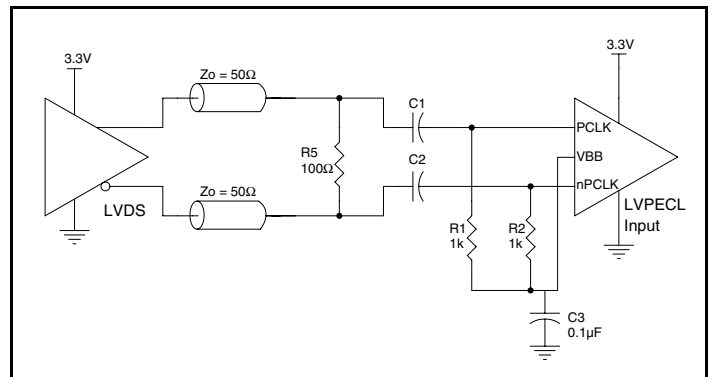 3.3V
3.3V
Zo = 50Ω
C1
PCLK
R5
100Ω
VBB
C2
nPCLK
Zo = 50Ω
LVDS
LVPECL
Input
R1
1k
R2
1k
C3
0.1µF